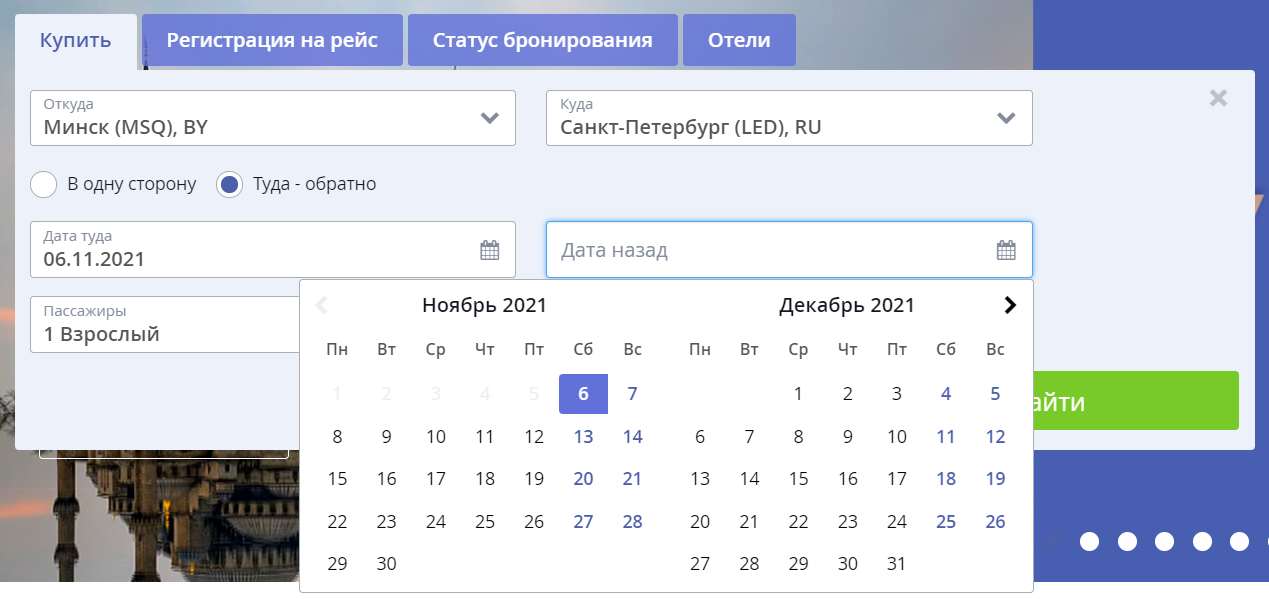 Купить Регистрация на рейс Статус бронирования Отели
Откуда
Минск (MSQ), BY
Куда
Санкт-Петербург (LED), RU
В одну сторону Туда - обратно
Дата туда
06.11.2021
Дата назад
Пассажиры
1 Взрослый
Ноябрь 2021
Пн Вт Ср Чт Пт Сб Вс
1 2 3 4 5 6 7
8 9 10 11 12 13 14
15 16 17 18 19 20 21
22 23 24 25 26 27 28
29 30
Декабрь 2021
Пн Вт Ср Чт Пт Сб Вс
1 2 3 4 5
6 7 8 9 10 11 12
13 14 15 16 17 18 19
20 21 22 23 24 25 26
27 28 29 30 31